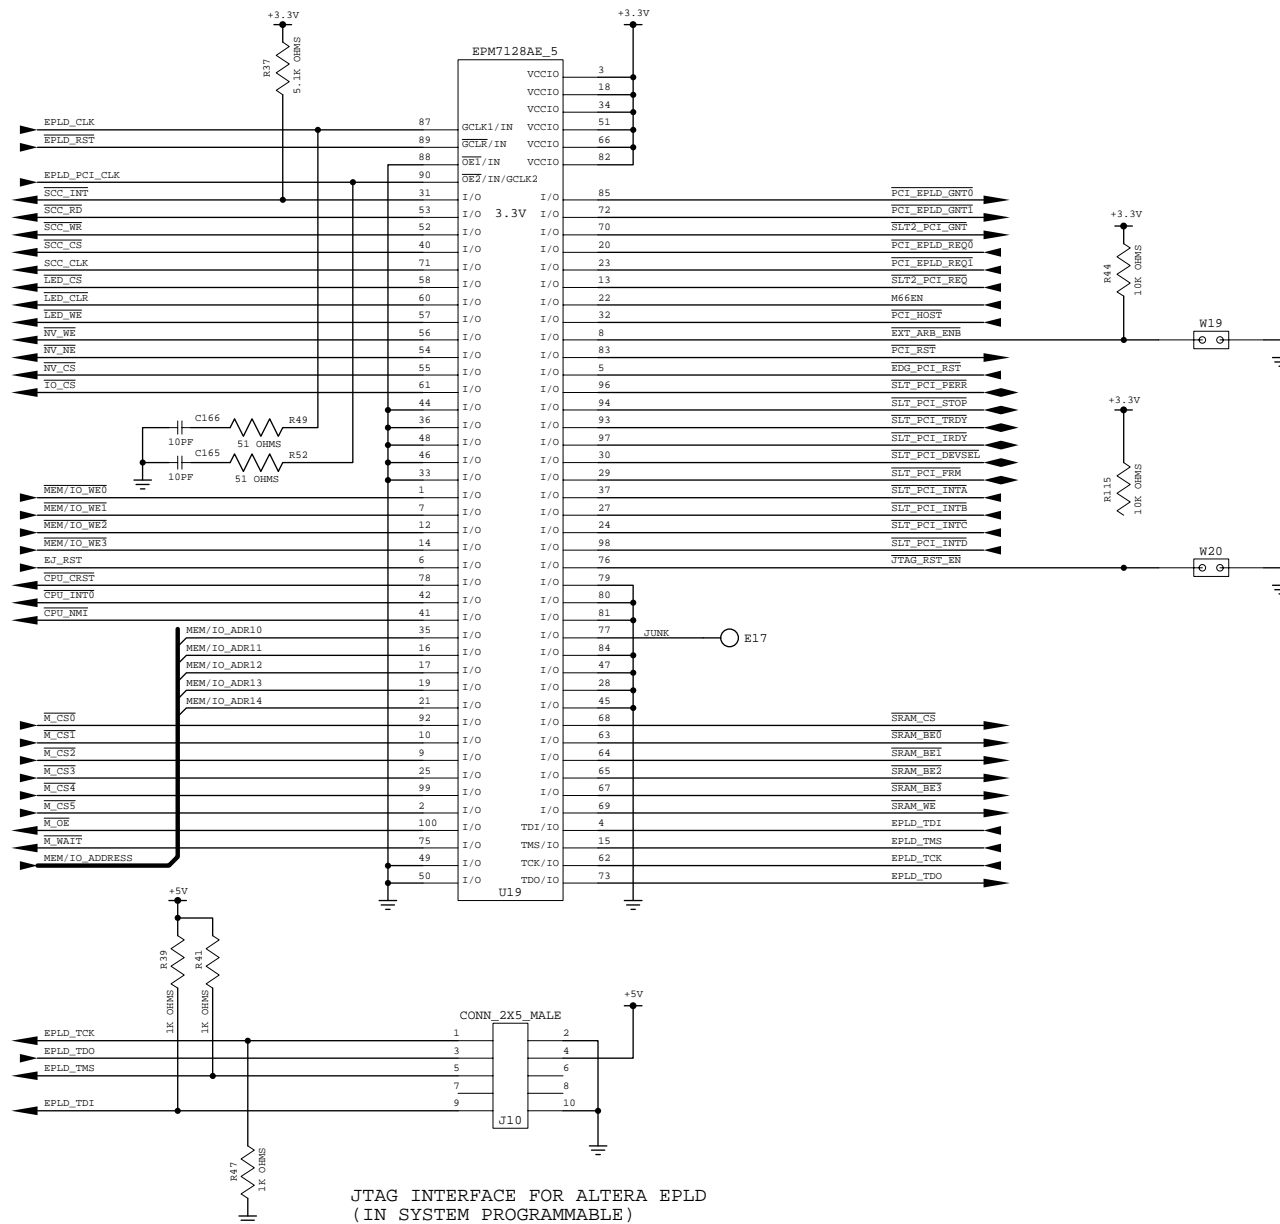 +3.3V
+3.3V
R37
5.1K OHMS
EPM7128AE_5
VCCIO 3
VCCIO 18
VCCIO 34
VCCIO 51
EPLD_CLK 87 GCLK1/IN
VCCIO 66
EPLD_RST 89 GCLR/IN
VCCIO 82
88 OE1/IN
EPLD_PCI_CLK 90 OE2/IN/GCLK2
SCC_INT 31 I/O I/O 85 PCI_EPLD_GNT0
SCC_RD 53 I/O 3.3V I/O 72 PCI_EPLD_GNT1
SCC_WR 52 I/O I/O 70 SLT2_PCI_GNT
SCC_CS 40 I/O I/O 20 PCI_EPLD_REQ0
SCC_CLK 71 I/O I/O 23 PCI_EPLD_REQ1
LED_CS 58 I/O I/O 13 SLT2_PCI_REQ
LED_CLR 60 I/O I/O 22 M66EN
LED_WE 57 I/O I/O 32 PCI_HOST
NV_WE 56 I/O I/O 8 EXT_ARB_ENB
NV_NE 54 I/O I/O 83 PCI_RST
NV_CS 55 I/O I/O 5 EDG_PCI_RST
IO_CS 61 I/O I/O 96 SLT_PCI_PERR
44 I/O I/O 94 SLT_PCI_STOP
36 I/O I/O 93 SLT_PCI_TRDY
48 I/O I/O 97 SLT_PCI_IRDY
46 I/O I/O 30 SLT_PCI_DEVSEL
33 I/O I/O 29 SLT_PCI_FRM
MEM/IO_WE0 1 I/O I/O 37 SLT_PCI_INTA
MEM/IO_WE1 7 I/O I/O 27 SLT_PCI_INTB
MEM/IO_WE2 12 I/O I/O 24 SLT_PCI_INTC
MEM/IO_WE3 14 I/O I/O 98 SLT_PCI_INTD
EJ_RST 6 I/O I/O 76 JTAG_RST_EN
CPU_CRST 78 I/O I/O 79
CPU_INT0 42 I/O I/O 80
CPU_NMI 41 I/O I/O 81
MEM/IO_ADR10 35 I/O I/O 77 JUNK E17
MEM/IO_ADR11 16 I/O I/O 84
MEM/IO_ADR12 17 I/O I/O 47
MEM/IO_ADR13 19 I/O I/O 28
MEM/IO_ADR14 21 I/O I/O 45
M_CS0 92 I/O I/O 68 SRAM_CS
M_CS1 10 I/O I/O 63 SRAM_BE0
M_CS2 9 I/O I/O 64 SRAM_BE1
M_CS3 25 I/O I/O 65 SRAM_BE2
M_CS4 99 I/O I/O 67 SRAM_BE3
M_CS5 2 I/O I/O 69 SRAM_WE
M_OE 100 I/O TDI/IO 4 EPLD_TDI
M_WAIT 75 I/O TMS/IO 15 EPLD_TMS
MEM/IO_ADDRESS 49 I/O TCK/IO 62 EPLD_TCK
50 I/O TDO/IO 73 EPLD_TDO
U19
C166
10PF
R49
51 OHMS
C165
10PF
R52
51 OHMS
+3.3V
R44
10K OHMS
W19
+3.3V
R115
10K OHMS
W20
+5V
R39
1K OHMS
R41
1K OHMS
+5V
CONN_2X5_MALE
EPLD_TCK 1 2
EPLD_TDO 3 4
EPLD_TMS 5 6
7 8
EPLD_TDI 9 10
J10
R47
1K OHMS
JTAG INTERFACE FOR ALTERA EPLD
(IN SYSTEM PROGRAMMABLE)